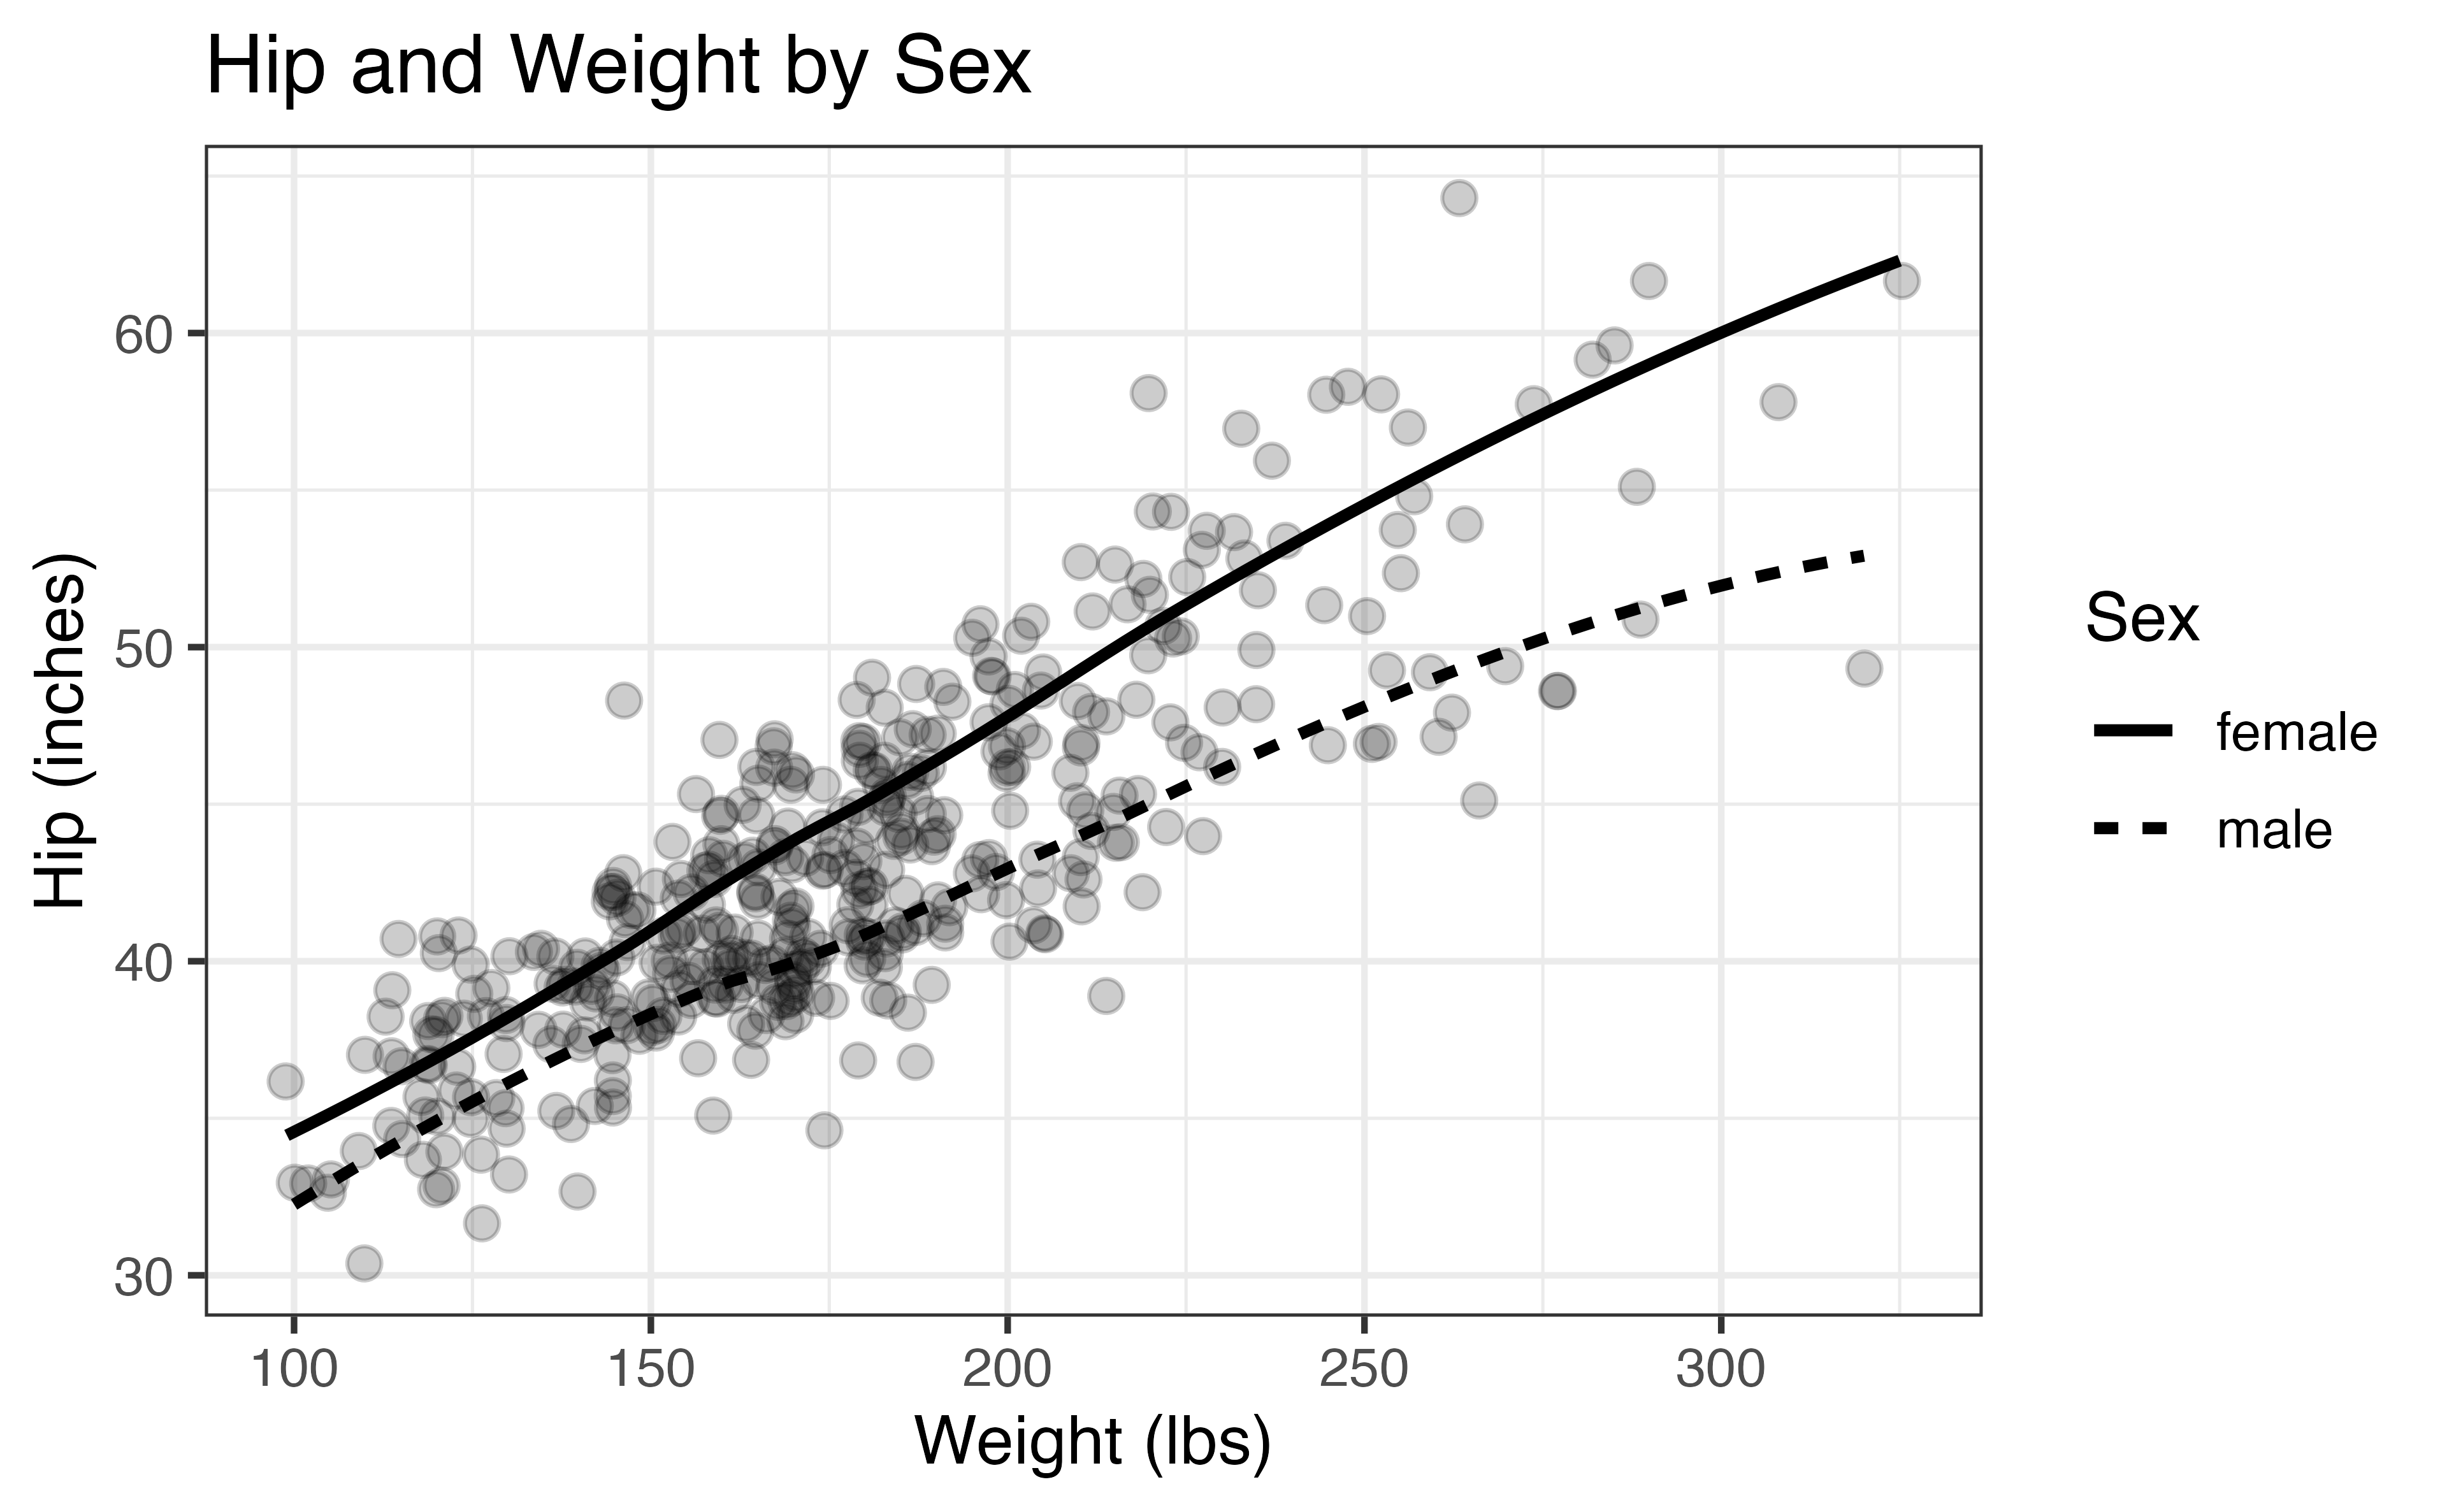 Hip and Weight by Sex
Hip (inches)
60
50
40
30
100 150 200 250 300
Weight (lbs)
Sex
female
male